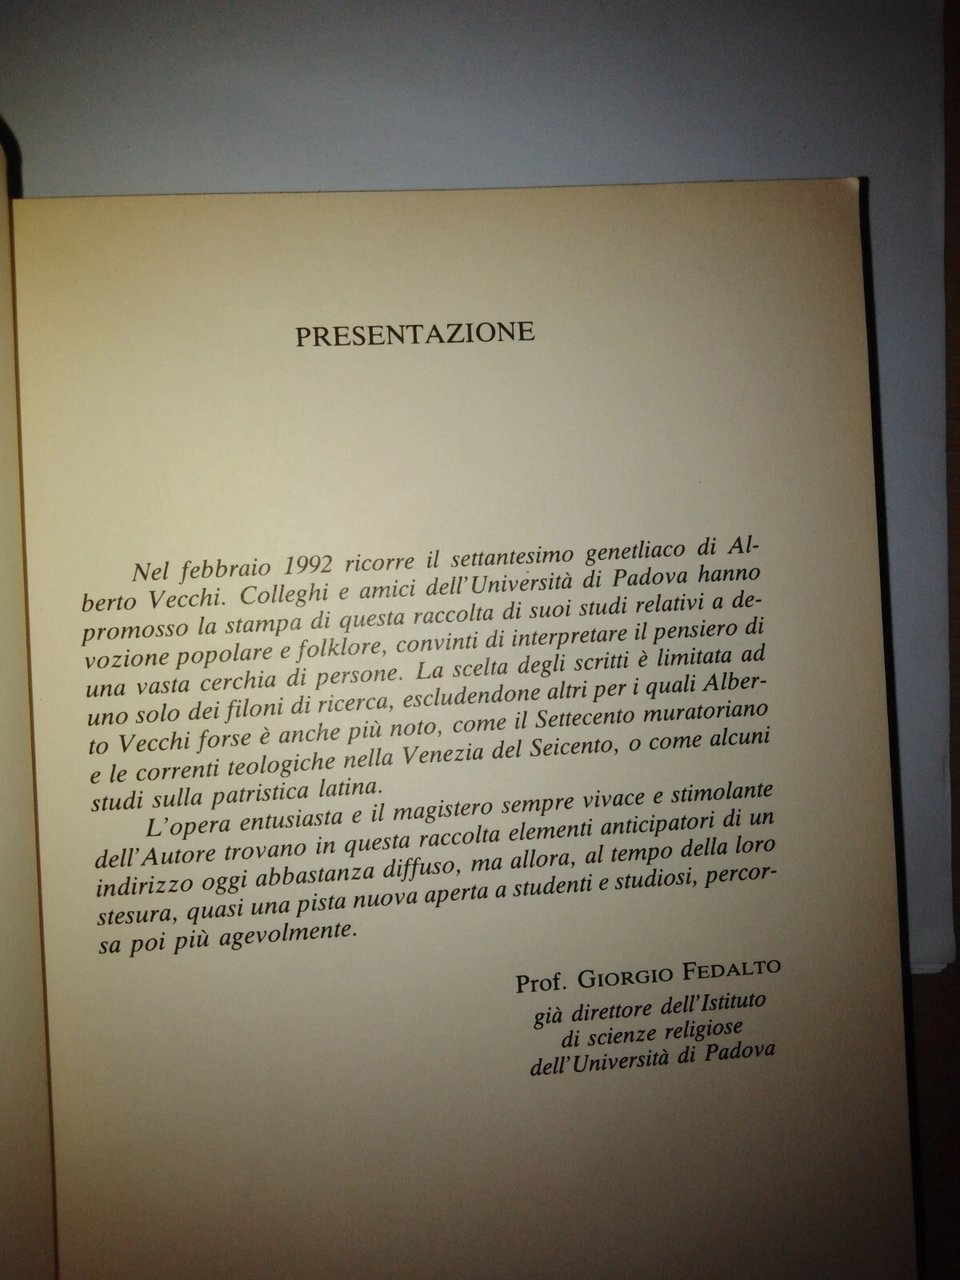 PRESENTAZIONE
Nel febbraio 1992 ricorre il settantesimo genetliaco di Al-
berto Vecchi. Colleghi e amici dell'Università di Padova hanno
promosso la stampa di questa raccolta di suoi studi relativi a de-
vozione popolare e folklore, convinti di interpretare il pensiero di
una vasta cerchia di persone. La scelta degli scritti è limitata ad
uno solo dei filoni di ricerca, escludendone altri per i quali Alber-
to Vecchi forse è anche più noto, come il Settecento muratoriano
e le correnti teologiche nella Venezia del Seicento, o come alcuni
studi sulla patristica latina.
L'opera entusiasta e il magistero sempre vivace e stimolante
dell'Autore trovano in questa raccolta elementi anticipatori di un
indirizzo oggi abbastanza diffuso, ma allora, al tempo della loro
stesura, quasi una pista nuova aperta a studenti e studiosi, percor-
sa poi più agevolmente.
Prof. GIORGIO FEDALTO
già direttore dell'Istituto
di scienze religiose
dell'Università di Padova